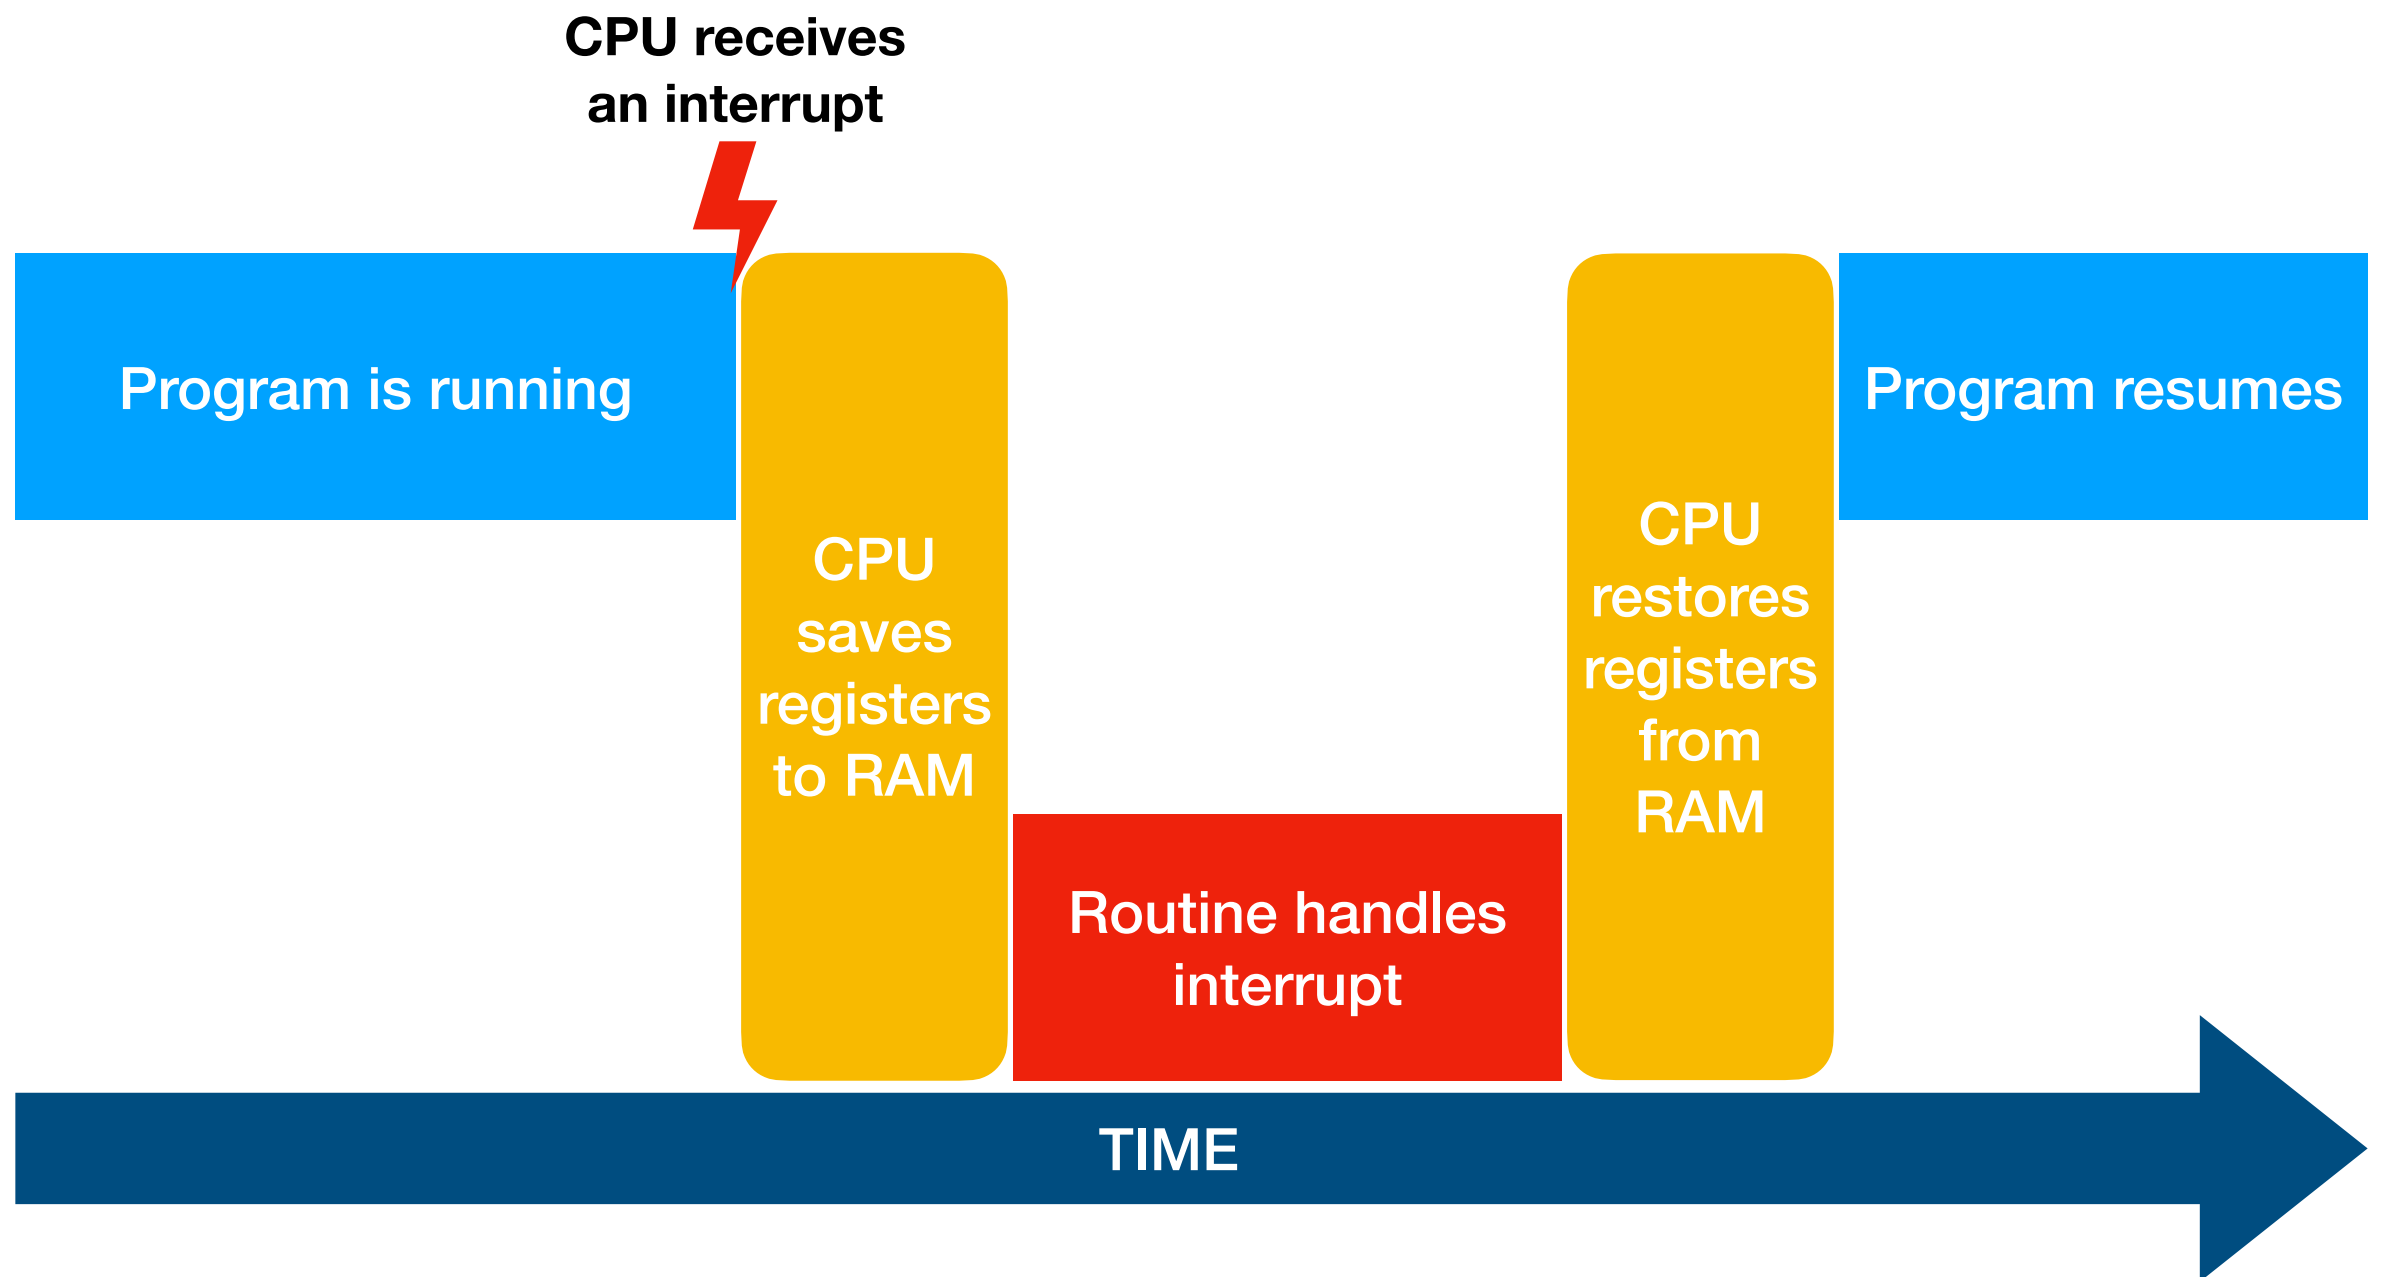 CPU receives
an interrupt
Program is running
CPU
saves
registers
to RAM
Routine handles
interrupt
CPU
restores
registers
from
RAM
Program resumes
TIME